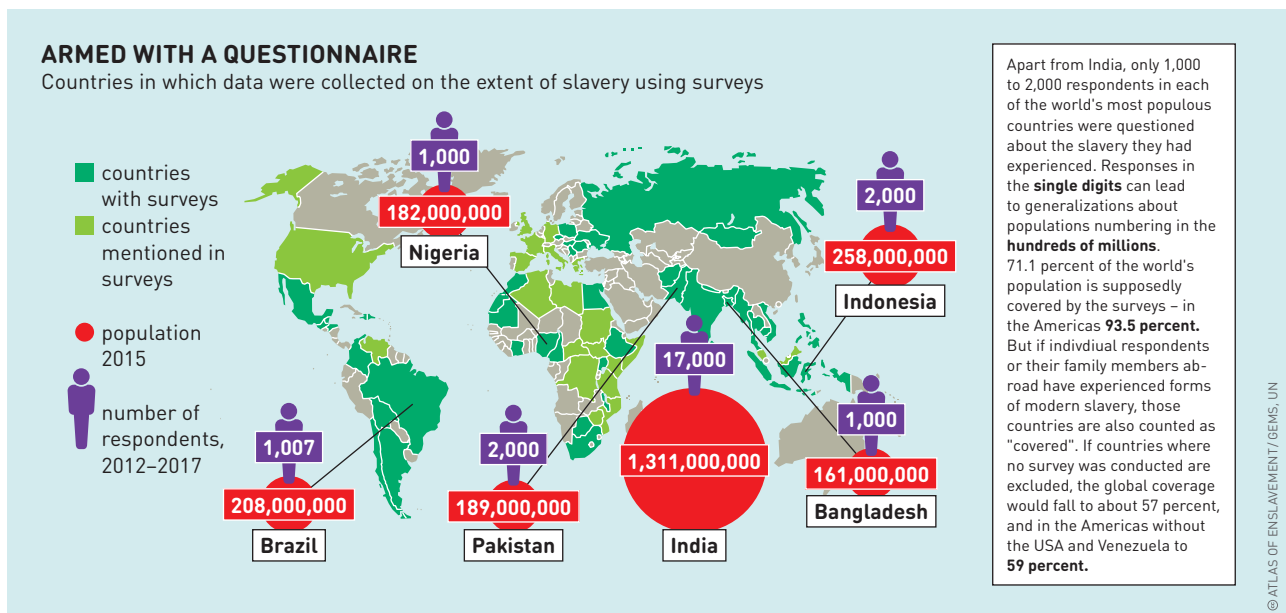 ARMED WITH A QUESTIONNAIRE
Countries in which data were collected on the extent of slavery using surveys
countries
with surveys
countries
mentioned in
surveys
population
2015
number of
respondents,
2012–2017
1,000
182,000,000
Nigeria
2,000
258,000,000
Indonesia
17,000
1,311,000,000
India
1,000
161,000,000
Bangladesh
1,007
208,000,000
Brazil
2,000
189,000,000
Pakistan
Apart from India, only 1,000
to 2,000 respondents in each
of the world's most populous
countries were questioned
about the slavery they had
experienced. Responses in
the single digits can lead
to generalizations about
populations numbering in the
hundreds of millions.
71.1 percent of the world's
population is supposedly
covered by the surveys – in
the Americas 93.5 percent.
But if indivdiual respondents
or their family members ab-
road have experienced forms
of modern slavery, those
countries are also counted as
"covered". If countries where
no survey was conducted are
excluded, the global coverage
would fall to about 57 percent,
and in the Americas without
the USA and Venezuela to
59 percent.
© ATLAS OF ENSLAVEMENT / GEMS, UN